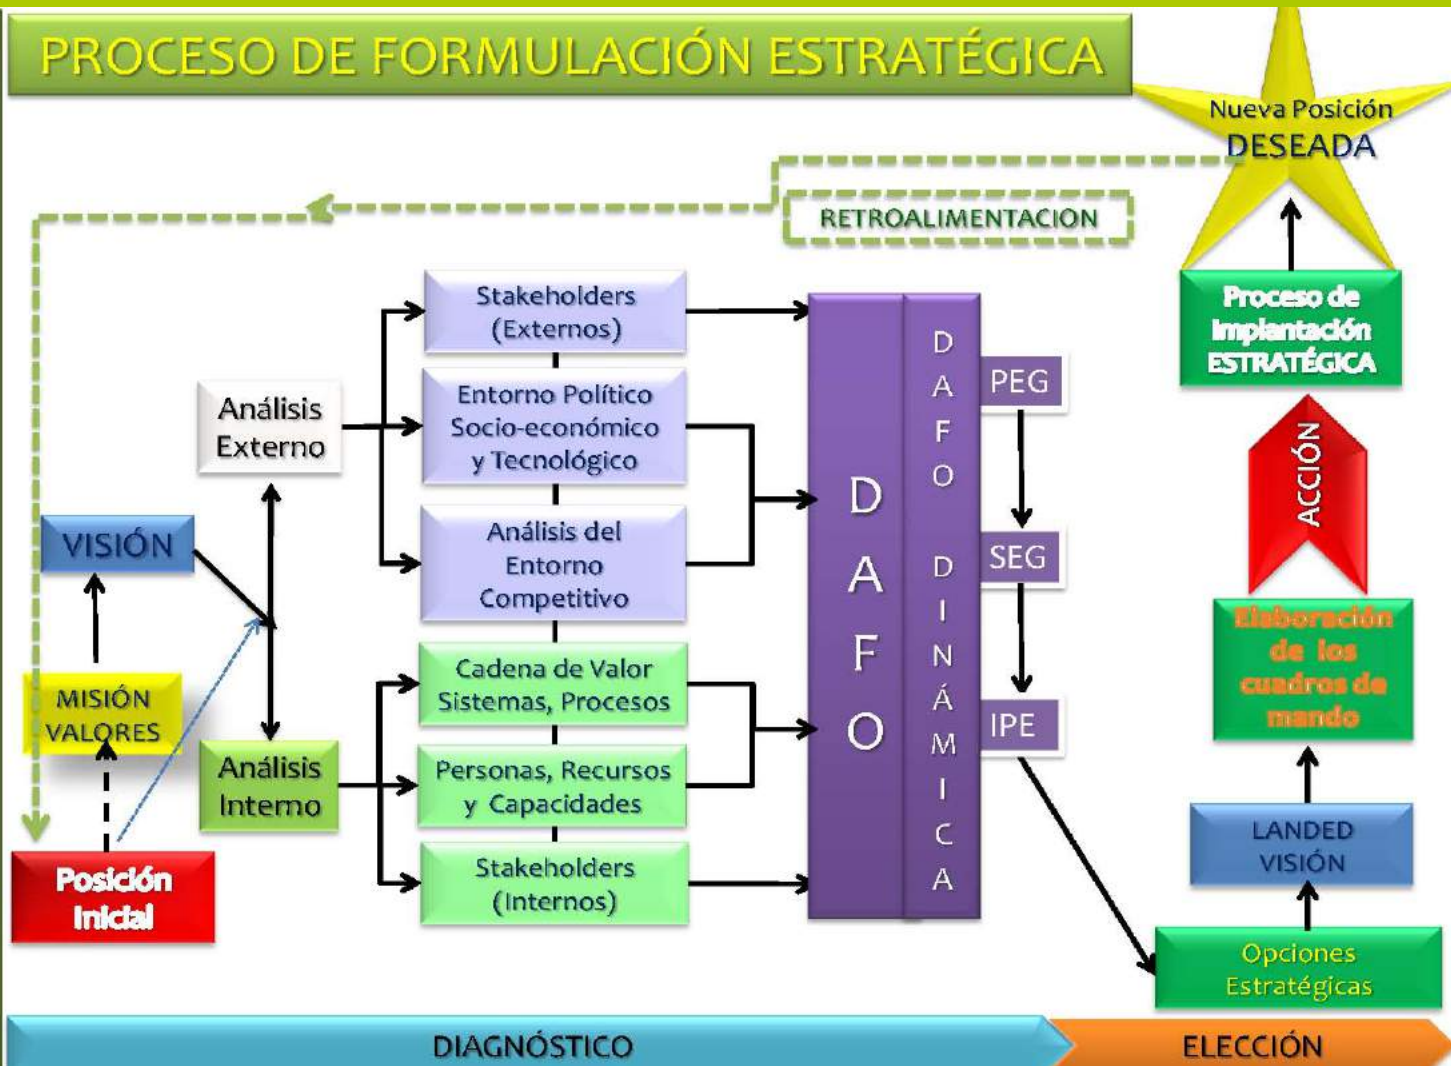 PROCESO DE FORMULACIÓN ESTRATÉGICA
Nueva Posición
DESEADA
RETROALIMENTACION
Proceso de
Implantación
ESTRATÉGICA
Stakeholders
(Externos)
Entorno Político
Socio-económico
y Tecnológico
Análisis del
Entorno
Competitivo
Análisis
Externo
VISIÓN
MISIÓN
VALORES
Análisis
Interno
Posición
Inicial
Cadena de Valor
Sistemas, Procesos
Personas, Recursos
y Capacidades
Stakeholders
(Internos)
DAFO
DAFO DINÁMICA
PEG
SEG
IPE
ACCIÓN
Elaboración
de los
cuadros de
mando
LANDED
VISIÓN
Opciones
Estratégicas
DIAGNÓSTICO
ELECCIÓN